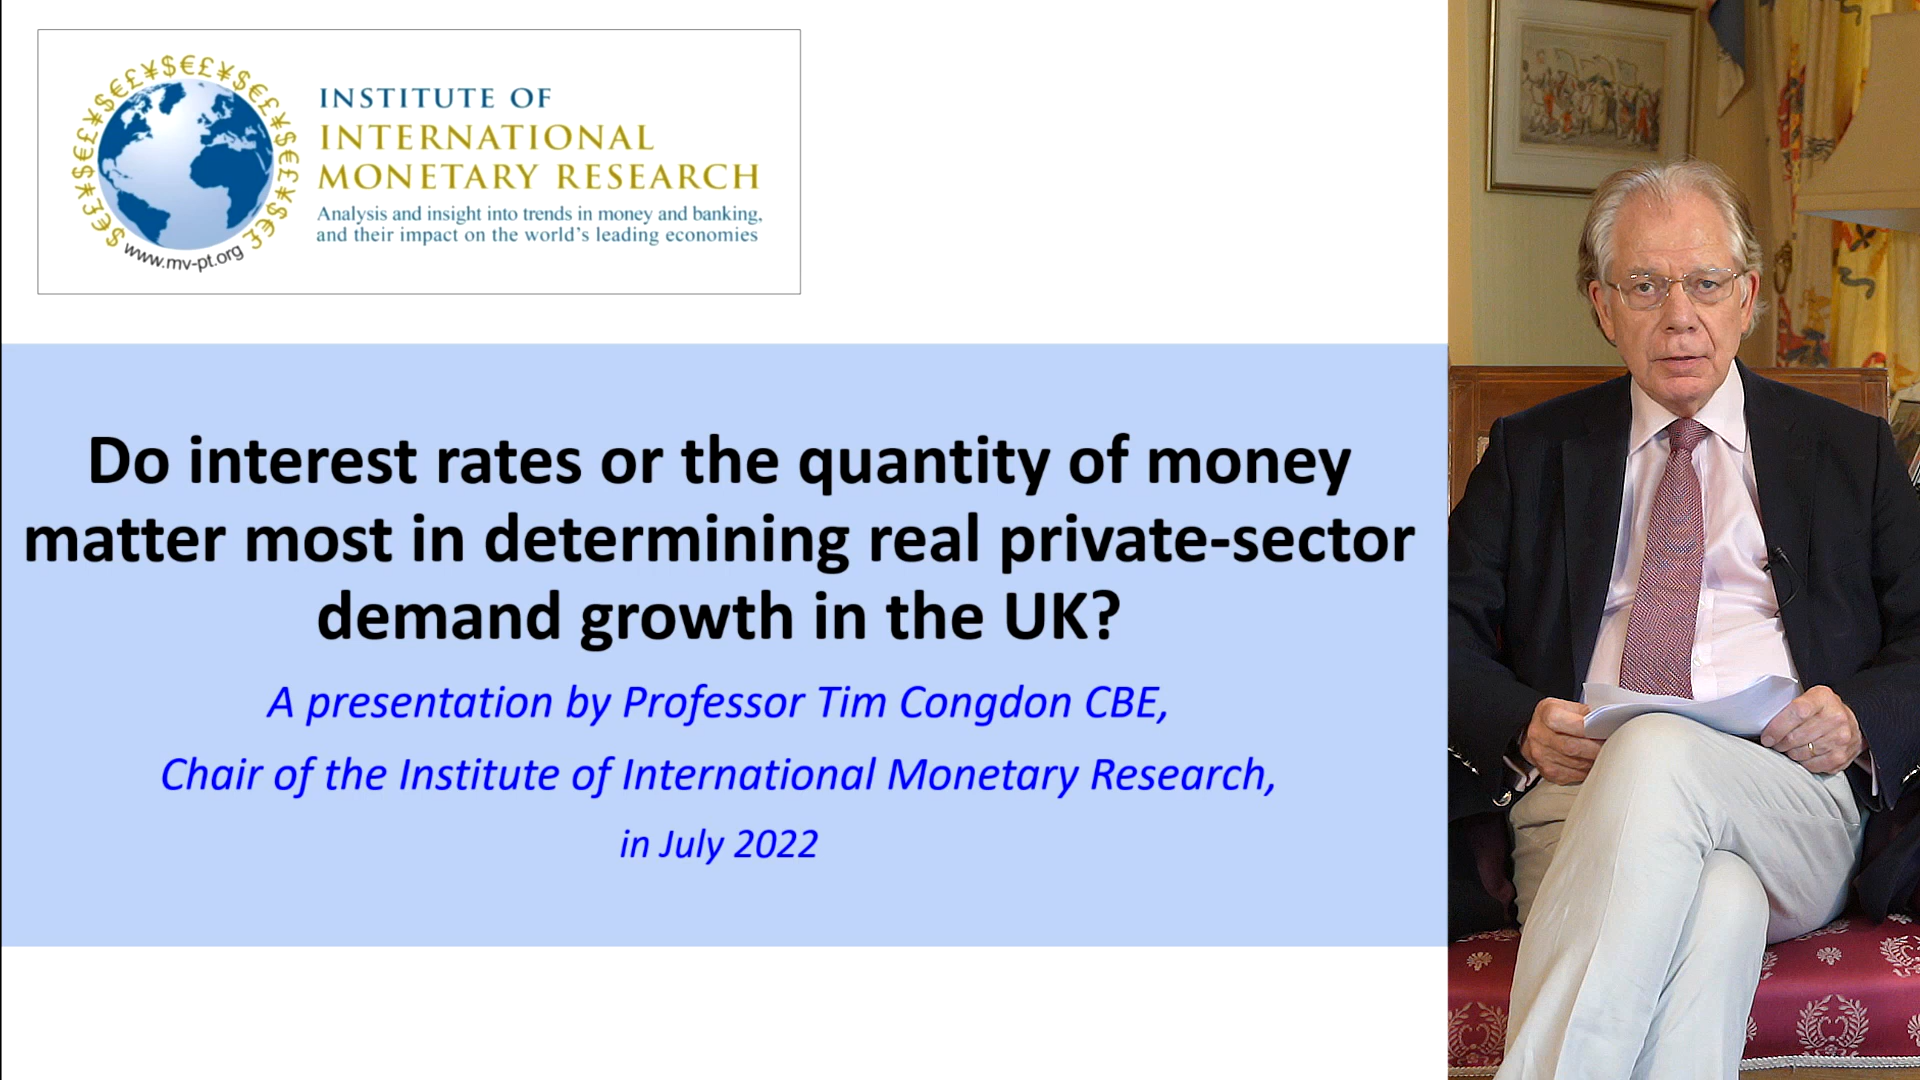 INSTITUTE OF
INTERNATIONAL
MONETARY RESEARCH
Analysis and insight into trends in money and banking,
and their impact on the world's leading economies
www.mv-pt.org
Do interest rates or the quantity of money
matter most in determining real private-sector
demand growth in the UK?
A presentation by Professor Tim Congdon CBE,
Chair of the Institute of International Monetary Research,
in July 2022